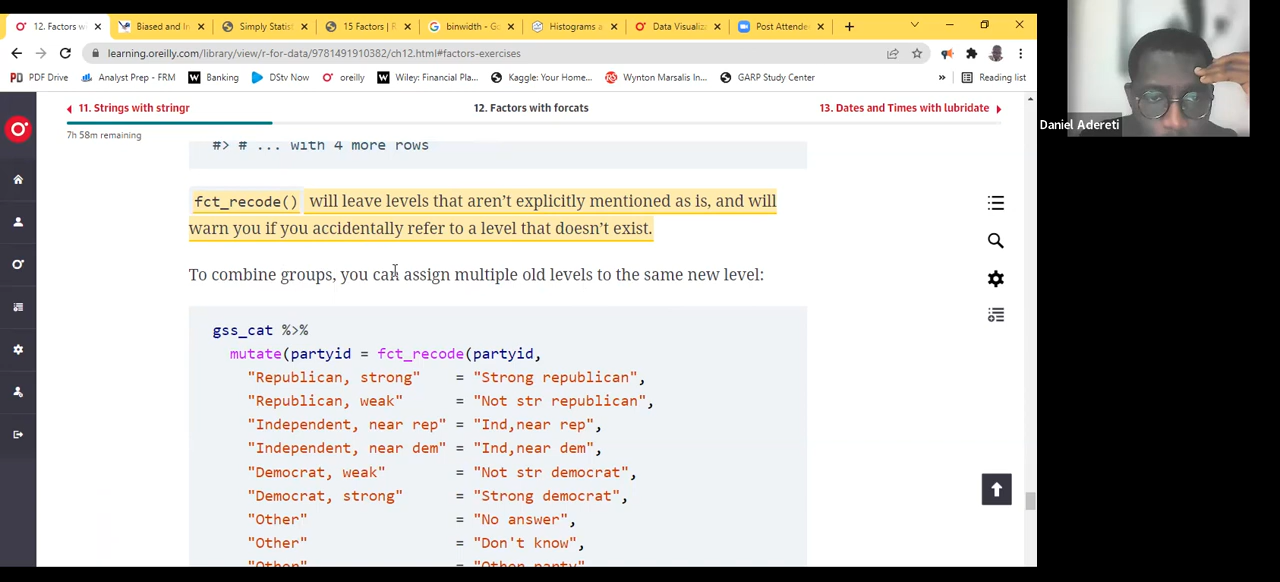 12. Factors w
Biased and In
Simply Statist
15 Factors | R
binwidth - Go
Histograms a
Data Visualiz
Post Attende
learning.oreilly.com/library/view/r-for-data/9781491910382/ch12.html#factors-exercises
PDF Drive
Analyst Prep - FRM
Banking
DStv Now
oreilly
Wiley: Financial Pla...
Kaggle: Your Home...
Wynton Marsalis In...
GARP Study Center
»
Reading list
11. Strings with stringr
12. Factors with forcats
13. Dates and Times with lubridate
7h 58m remaining
#> # ... with 4 more rows
fct_recode() will leave levels that aren’t explicitly mentioned as is, and will
warn you if you accidentally refer to a level that doesn’t exist.
To combine groups, you can assign multiple old levels to the same new level:
gss_cat %>%
mutate(partyid = fct_recode(partyid,
"Republican, strong" = "Strong republican",
"Republican, weak" = "Not str republican",
"Independent, near rep" = "Ind,near rep",
"Independent, near dem" = "Ind,near dem",
"Democrat, weak" = "Not str democrat",
"Democrat, strong" = "Strong democrat",
"Other" = "No answer",
"Other" = "Don't know",
"Other" = "Other party"
Daniel Adereti